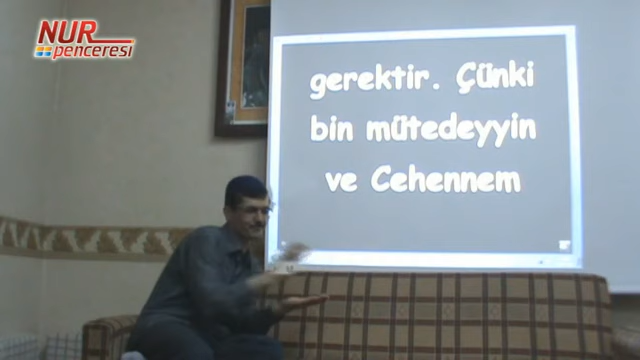 NUR
penceresi
gerektir. Çünki
bin mütedeyyin
ve Cehennem